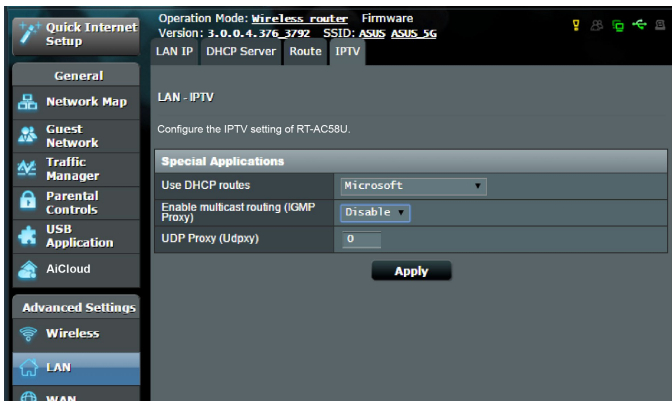 Quick Internet
Setup
Operation Mode: Wireless router Firmware
Version: 3.0.0.4.376_3792 SSID: ASUS ASUS_5G
LAN IP DHCP Server Route IPTV
General
Network Map
Guest
Network
Traffic
Manager
Parental
Controls
USB
Application
AiCloud
Advanced Settings
Wireless
LAN
WAN
LAN - IPTV
Configure the IPTV setting of RT-AC58U.
Special Applications
Use DHCP routes Microsoft
Enable multicast routing (IGMP
Proxy) Disable
UDP Proxy (Udpxy) 0
Apply